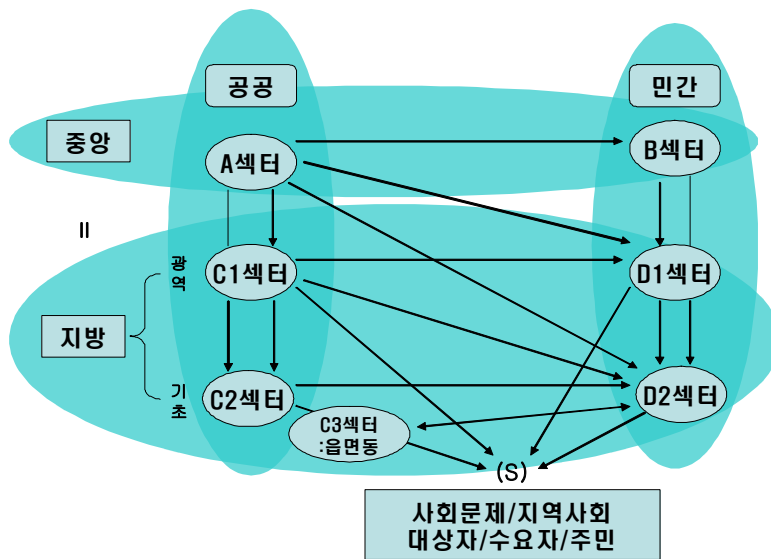 공공
민간
중앙
A섹터
B섹터
=
광역
C1섹터
D1섹터
지방
기초
C2섹터
D2섹터
C3섹터
:읍면동
(S)
사회문제/지역사회
대상자/수요자/주민